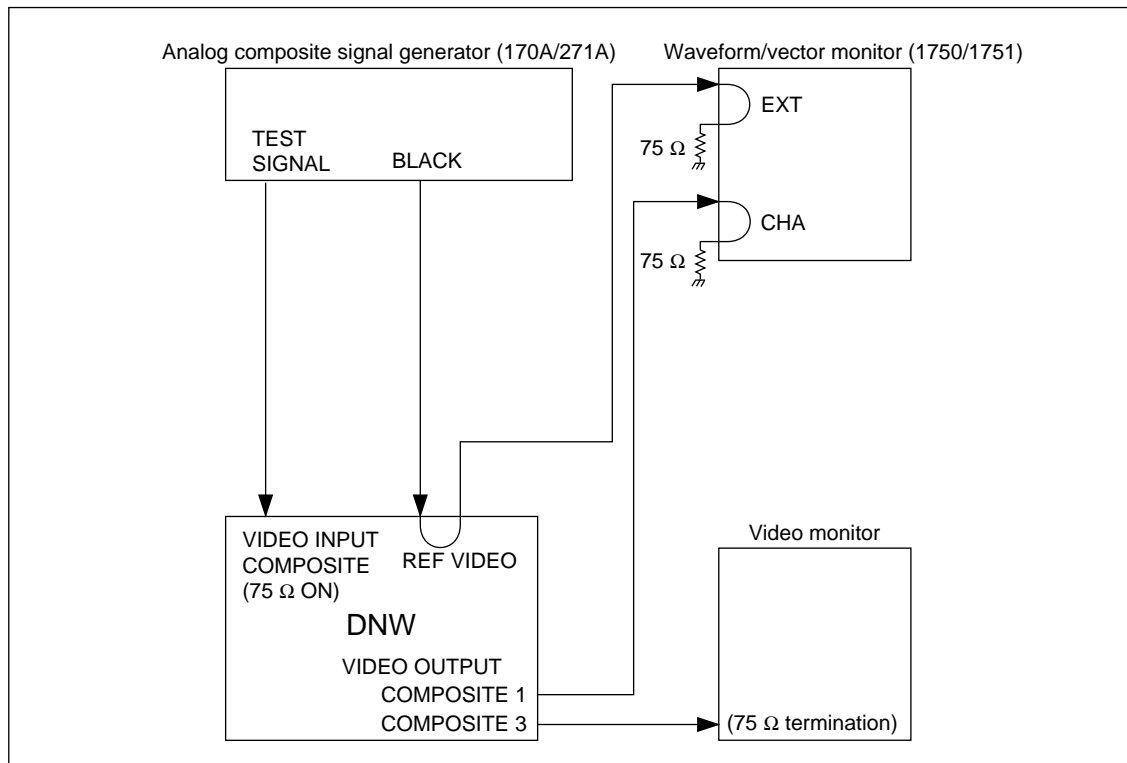 Analog composite signal generator (170A/271A)
Waveform/vector monitor (1750/1751)
TEST
SIGNAL
BLACK
EXT
75 Ω
CHA
75 Ω
VIDEO INPUT
COMPOSITE
(75 Ω ON)
REF VIDEO
DNW
VIDEO OUTPUT
COMPOSITE 1
COMPOSITE 3
Video monitor
(75 Ω termination)